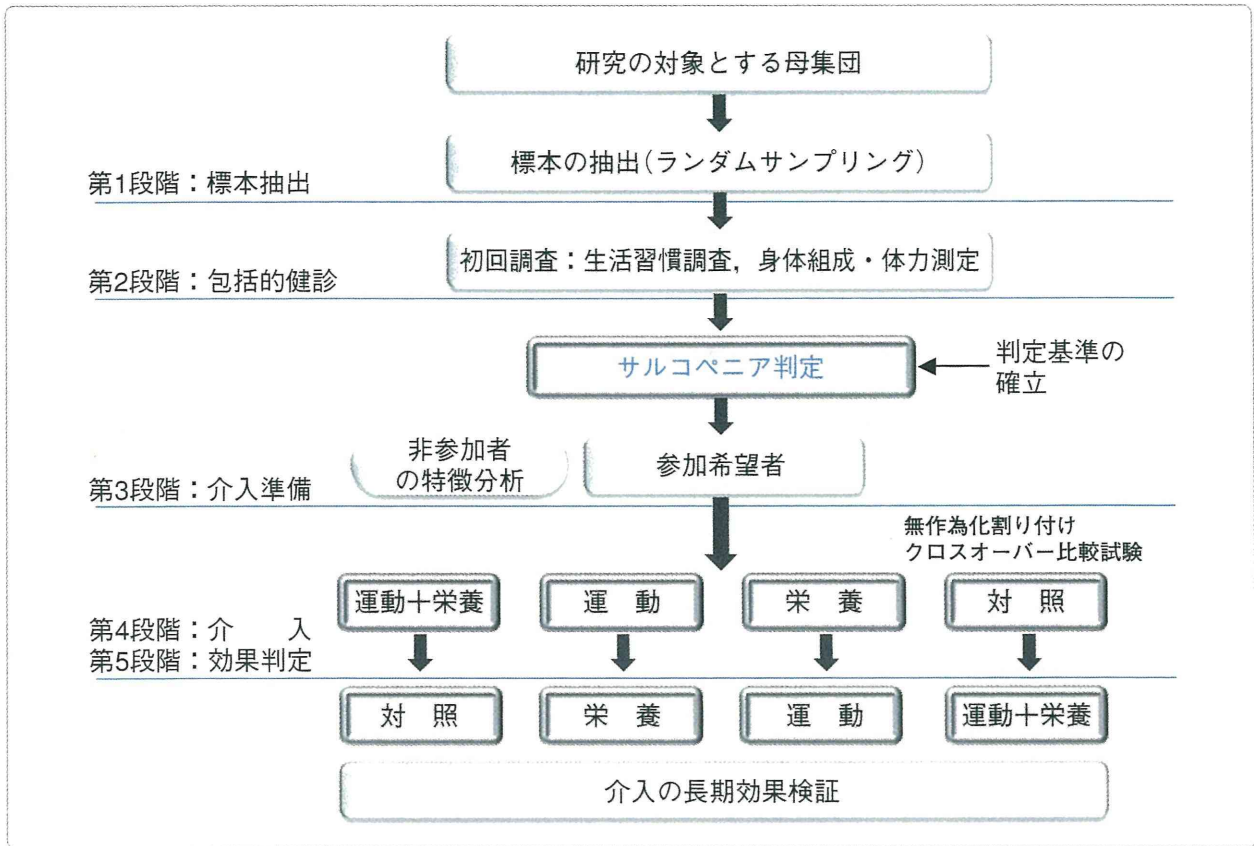 研究の対象とする母集団
標本の抽出(ランダムサンプリング)
第1段階：標本抽出
初回調査：生活習慣調査，身体組成・体力測定
第2段階：包括的健診
サルコペニア判定
判定基準の
確立
非参加者
の特徴分析
参加希望者
第3段階：介入準備
無作為化割り付け
クロスオーバー比較試験
運動＋栄養
運　動
栄　養
対　照
第4段階：介　　入
第5段階：効果判定
対　照
栄　養
運　動
運動＋栄養
介入の長期効果検証